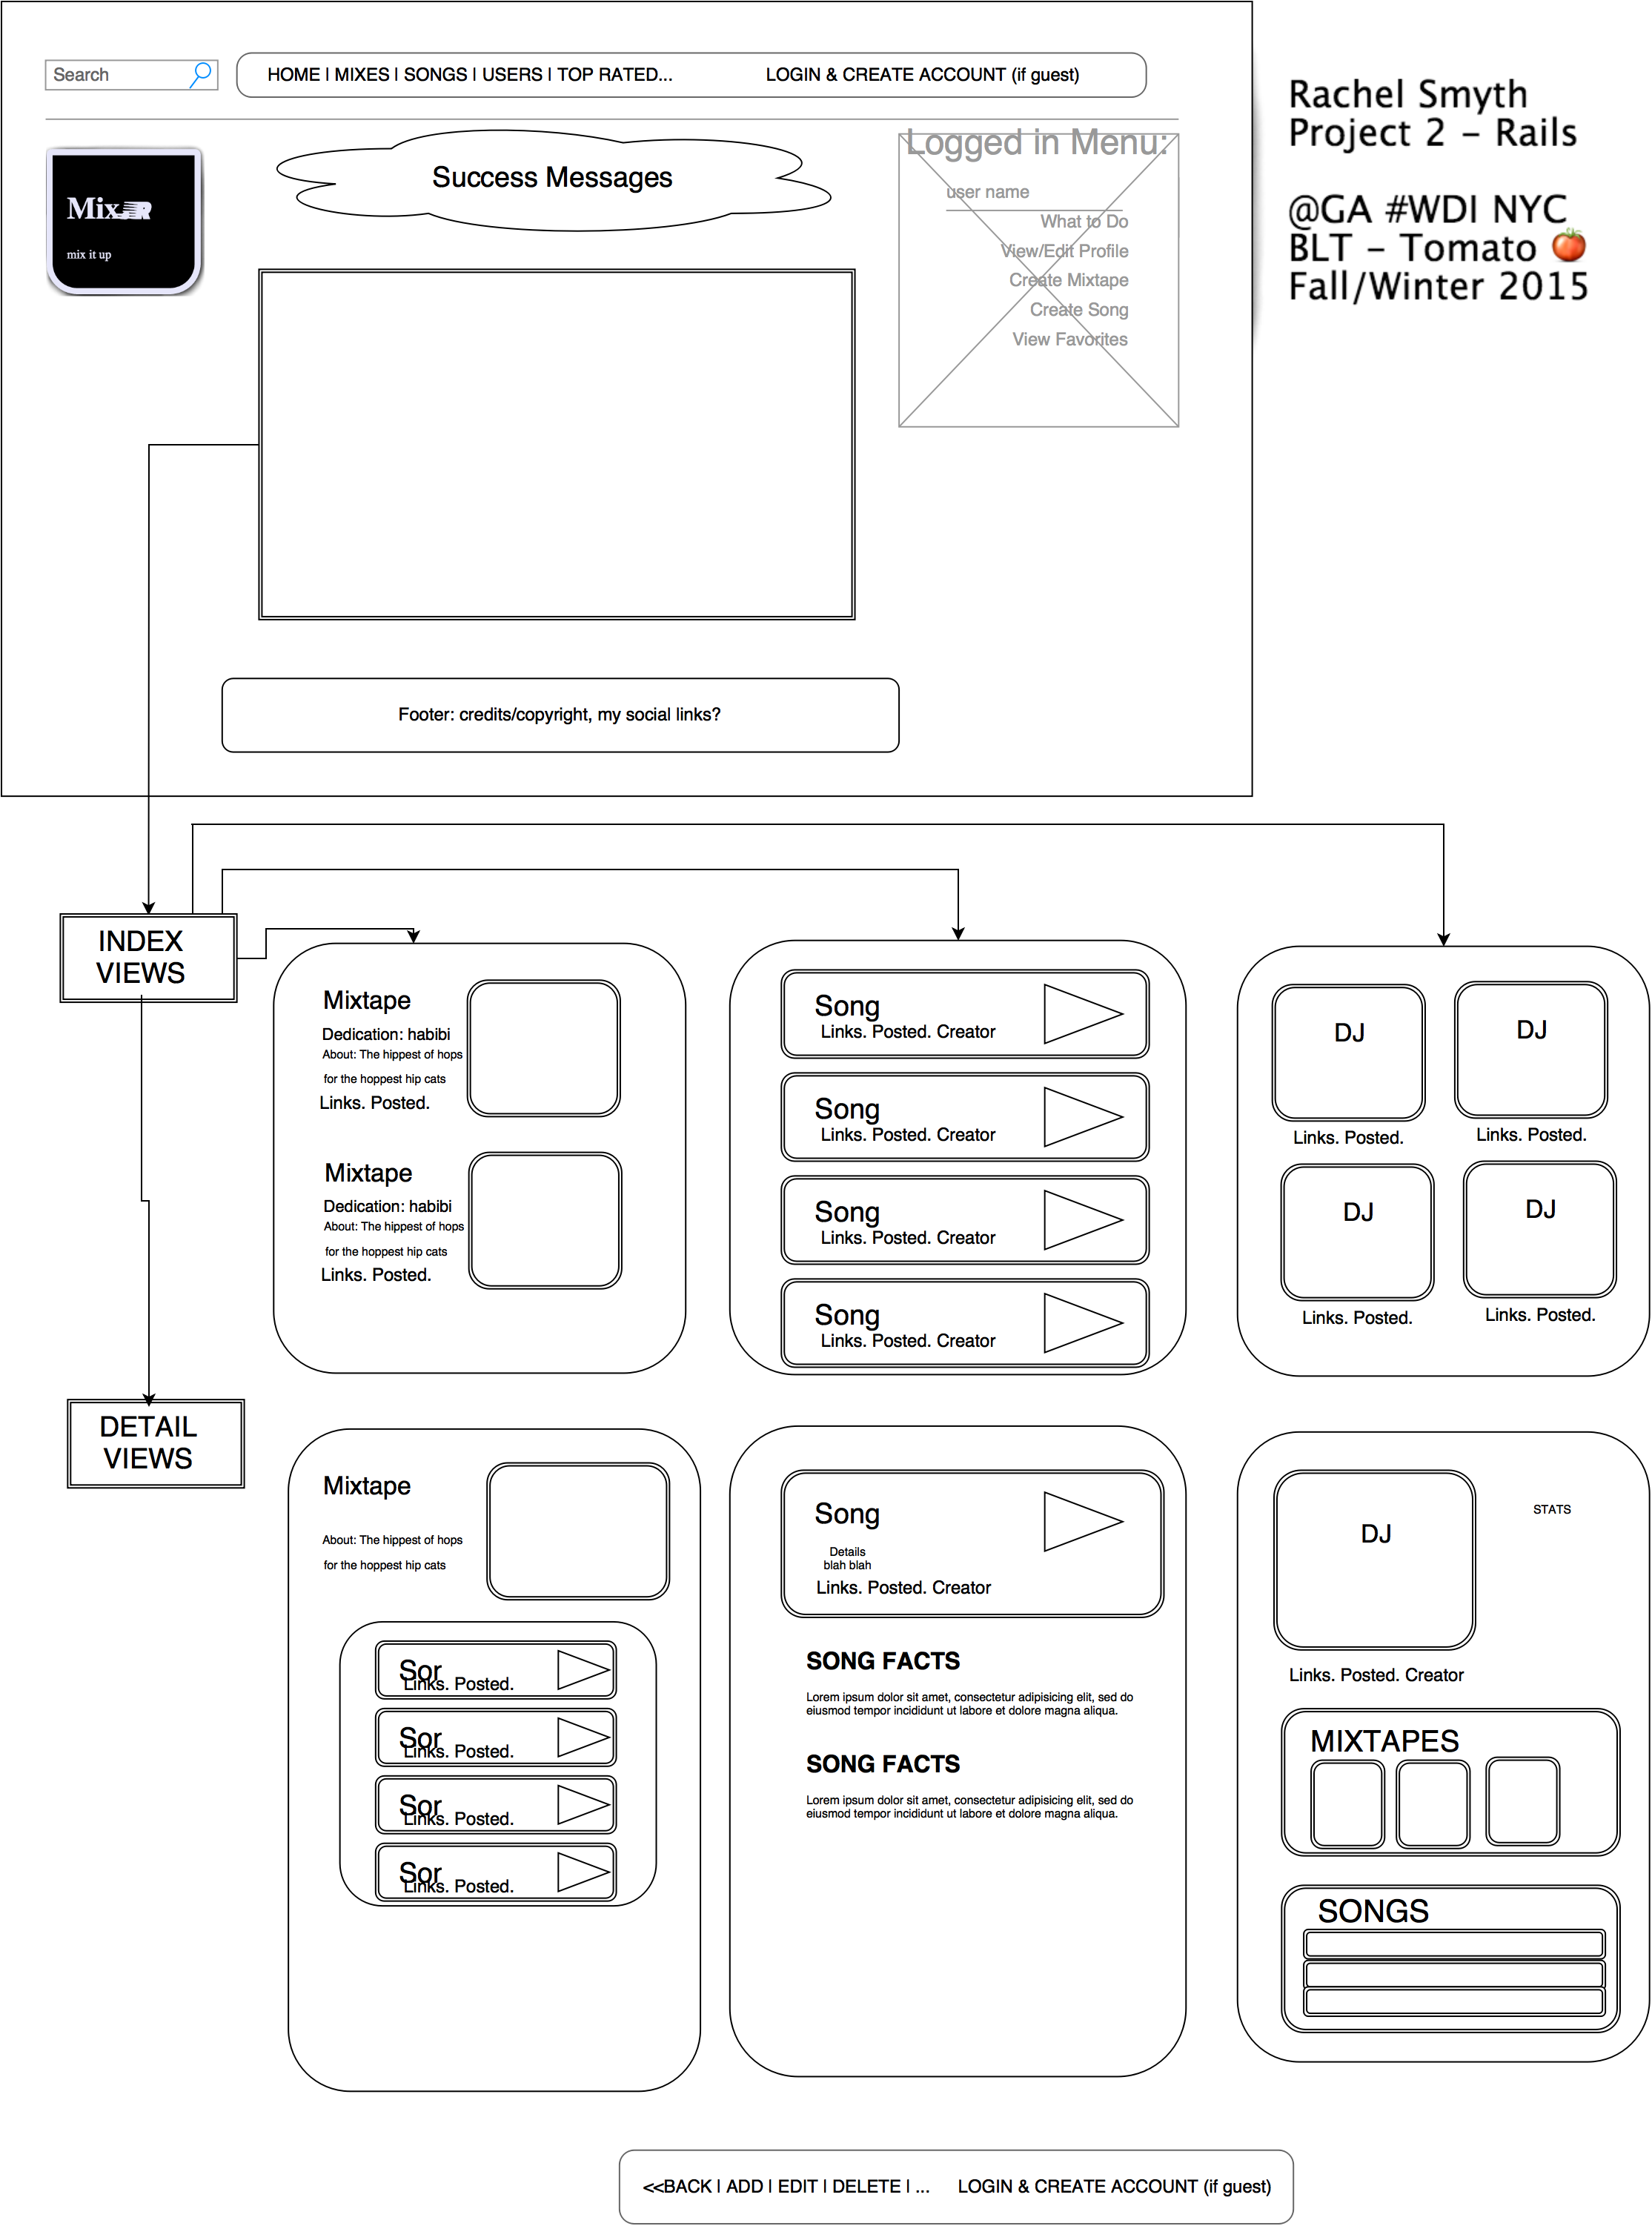 Search
HOME | MIXES | SONGS | USERS | TOP RATED...
LOGIN & CREATE ACCOUNT (if guest)
Rachel Smyth
Project 2 - Rails
@GA #WDI NYC
BLT - Tomato 🍅
Fall/Winter 2015
MixJR
mix it up
Success Messages
Logged in Menu:
user name
What to Do
View/Edit Profile
Create Mixtape
Create Song
View Favorites
Footer: credits/copyright, my social links?
INDEX
VIEWS
Mixtape
Dedication: habibi
About: The hippest of hops
for the hoppest hip cats
Links. Posted.
Mixtape
Dedication: habibi
About: The hippest of hops
for the hoppest hip cats
Links. Posted.
Song
Links. Posted. Creator
Song
Links. Posted. Creator
Song
Links. Posted. Creator
Song
Links. Posted. Creator
DJ
Links. Posted.
DJ
Links. Posted.
DJ
Links. Posted.
DJ
Links. Posted.
DETAIL
VIEWS
Mixtape
About: The hippest of hops
for the hoppest hip cats
Sor
Links. Posted.
Sor
Links. Posted.
Sor
Links. Posted.
Sor
Links. Posted.
Song
Details
blah blah
Links. Posted. Creator
SONG FACTS
Lorem ipsum dolor sit amet, consectetur adipisicing elit, sed do
eiusmod tempor incididunt ut labore et dolore magna aliqua.
SONG FACTS
Lorem ipsum dolor sit amet, consectetur adipisicing elit, sed do
eiusmod tempor incididunt ut labore et dolore magna aliqua.
DJ
STATS
Links. Posted. Creator
MIXTAPES
SONGS
<<BACK | ADD | EDIT | DELETE | ...
LOGIN & CREATE ACCOUNT (if guest)